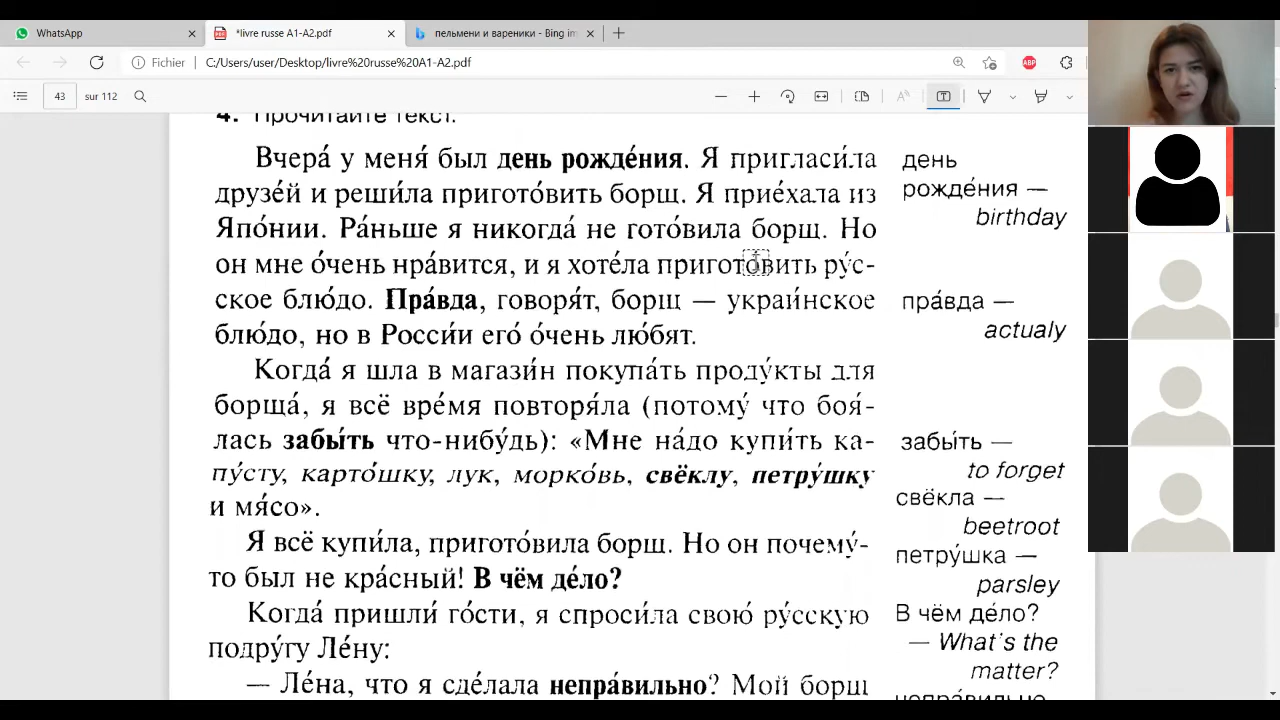 WhatsApp
*livre russe A1-A2.pdf
пельмени и вареники - Bing im
Fichier
C:/Users/user/Desktop/livre%20russe%20A1-A2.pdf
ABP
43
sur 112
4. Прочитайте текст.
Вчера́ у меня́ был день рожде́ния. Я пригласи́ла
друзе́й и реши́ла пригото́вить борщ. Я прие́хала из
Япо́нии. Ра́ньше я никогда́ не гото́вила борщ. Но
он мне о́чень нра́вится, и я хоте́ла пригото́вить ру́с-
ское блю́до. Пра́вда, говоря́т, борщ — украи́нское
блю́до, но в Росси́и его́ о́чень лю́бят.
Когда́ я шла в магази́н покупа́ть проду́кты для
борща́, я всё вре́мя повторя́ла (потому́ что боя́-
лась забы́ть что-нибу́дь): «Мне на́до купи́ть ка-
пу́сту, карто́шку, лук, морко́вь, свёклу, петру́шку
и мя́со».
Я всё купи́ла, пригото́вила борщ. Но он почему́-
то был не кра́сный! В чём де́ло?
Когда́ пришли́ го́сти, я спроси́ла свою́ ру́сскую
подру́гу Ле́ну:
— Ле́на, что я сде́лала непра́вильно? Мой борщ
день
рожде́ния —
birthday
пра́вда —
actualy
забы́ть —
to forget
свёкла —
beetroot
петру́шка —
parsley
В чём де́ло?
— What's the
matter?
непра́вильно